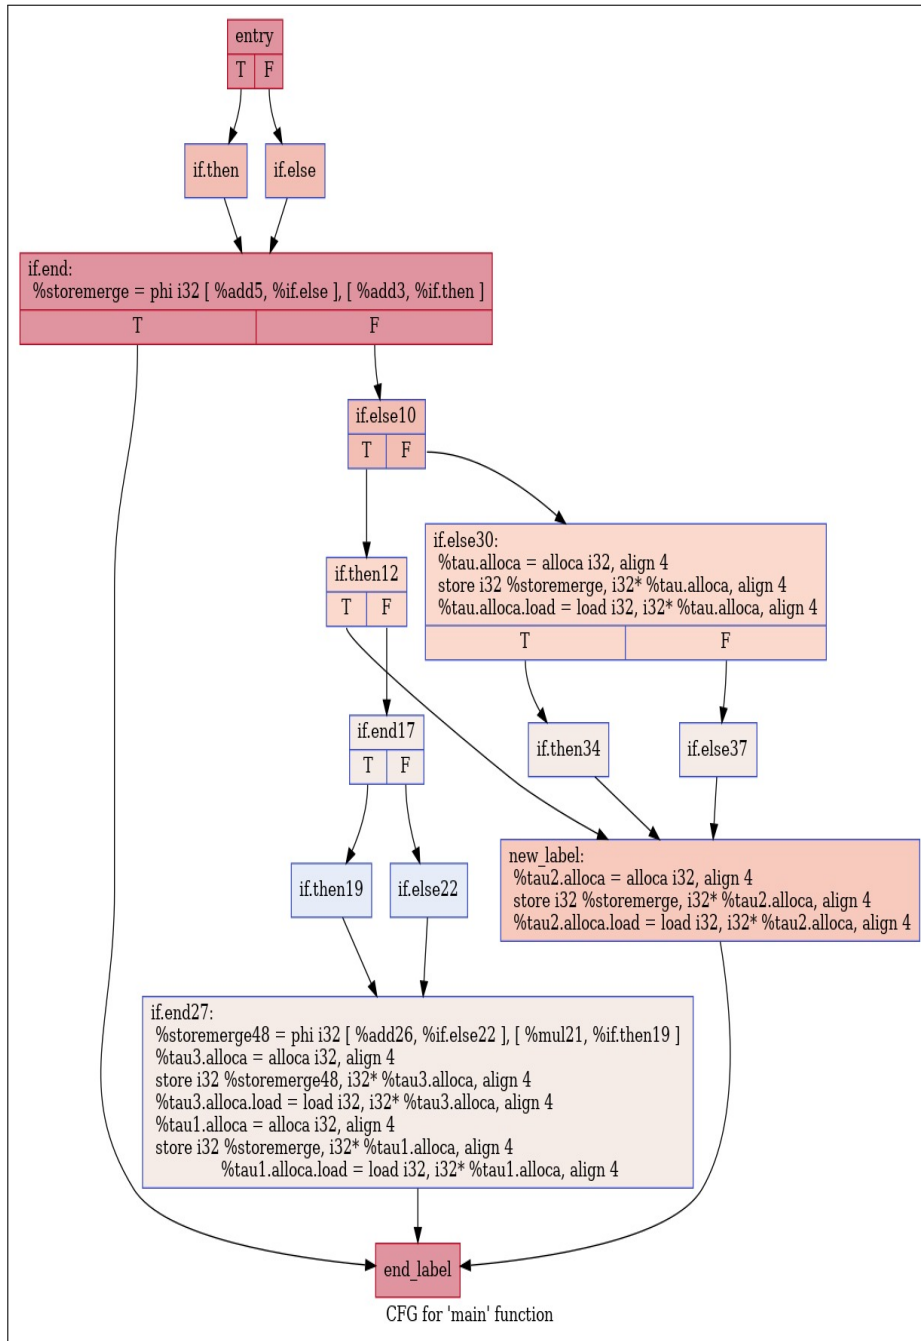 entry
T F
if.then if.else
if.end:
%storemerge = phi i32 [ %add5, %if.else ], [ %add3, %if.then ]
T F
if.else10
T F
if.else30:
%tau.alloca = alloca i32, align 4
store i32 %storemerge, i32* %tau.alloca, align 4
%tau.alloca.load = load i32, i32* %tau.alloca, align 4
T F
if.then12
T F
if.end17
T F
if.then34 if.else37
if.then19 if.else22
new_label:
%tau2.alloca = alloca i32, align 4
store i32 %storemerge, i32* %tau2.alloca, align 4
%tau2.alloca.load = load i32, i32* %tau2.alloca, align 4
if.end27:
%storemerge48 = phi i32 [ %add26, %if.else22 ], [ %mul21, %if.then19 ]
%tau3.alloca = alloca i32, align 4
store i32 %storemerge48, i32* %tau3.alloca, align 4
%tau3.alloca.load = load i32, i32* %tau3.alloca, align 4
%tau1.alloca = alloca i32, align 4
store i32 %storemerge, i32* %tau1.alloca, align 4
%tau1.alloca.load = load i32, i32* %tau1.alloca, align 4
end_label
CFG for 'main' function